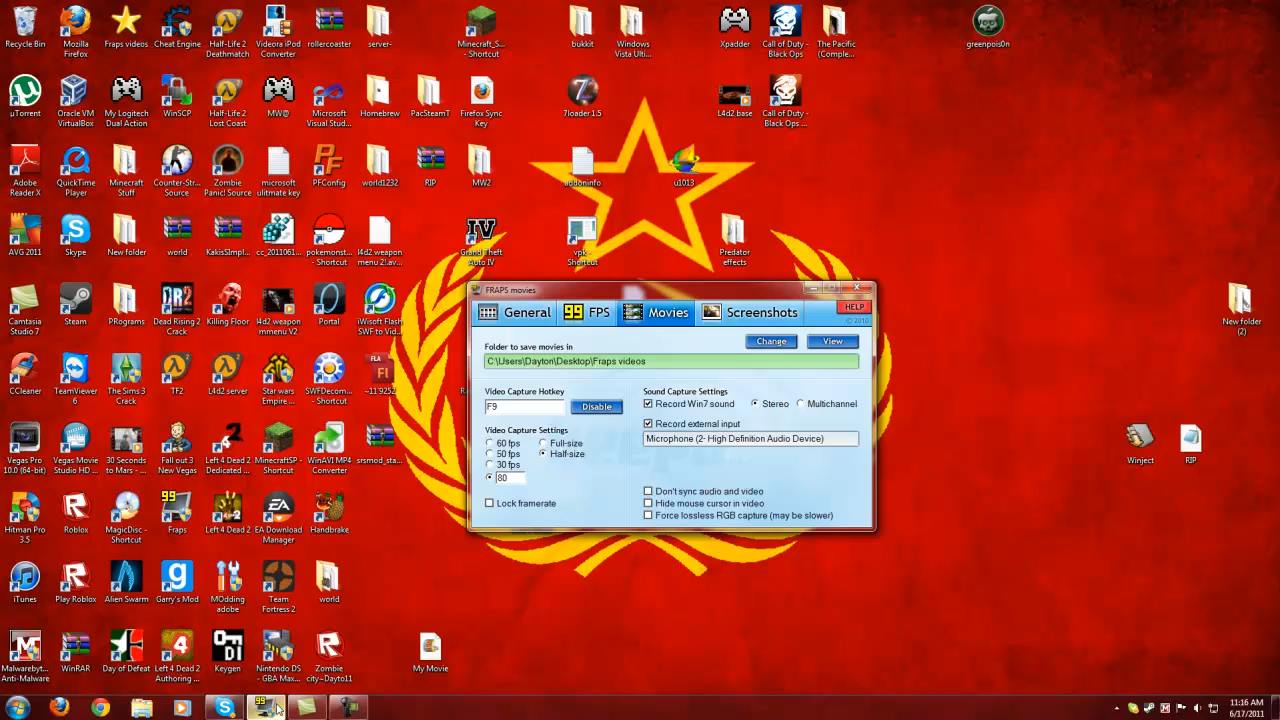 Recycle Bin
Mozilla Firefox
Fraps videos
Cheat Engine
Half-Life 2 Deathmatch
Videora iPod Converter
rollercoaster
server-
Minecraft_S... - Shortcut
bukkit
Windows Vista Ulti...
Xpadder
Call of Duty - Black Ops
The Pacific (Comple...
greenpois0n
µTorrent
Oracle VM VirtualBox
My Logitech Dual Action
WinSCP
Half-Life 2 Lost Coast
MW@
Microsoft Visual Stud...
Homebrew
PacSteamT
Firefox Sync Key
7loader.1.5
L4d2.base
Call of Duty - Black Ops ...
Adobe Reader X
QuickTime Player
Minecraft Stuff
Counter-Str... Source
Zombie Panic! Source
microsoft ulitmate key
PFConfig
world1232
RIP
MW2
addoninfo
u1013
AVG 2011
Skype
New folder
world
KakisSImpl...
cc_2011061...
pokemonst... - Shortcut
l4d2 weapon menu 2!.av...
IV
Grand Theft Auto IV
vpk - Shortcut
Predator effects
Camtasia Studio 7
Steam
PRograms
Dead Rising 2 Crack
Killing Floor
l4d2 weapon mmenu V2
Portal
iWisoft Flash SWF to Vid...
New folder (2)
CCleaner
TeamViewer 6
The Sims 3 Crack
TF2
L4d2 server
Star wars Empire ...
SWFDecom... - Shortcut
~11'9252
Vegas Pro 10.0 (64-bit)
Vegas Movie Studio HD ...
30 Seconds to Mars - ...
Fall out 3 New Vegas
Left 4 Dead 2 Dedicated ...
MinecraftSP - Shortcut
WinAVI MP4 Converter
srsmod_sta...
Winject
RIP
Hitman Pro 3.5
Roblox
MagicDisc - Shortcut
Fraps
Left 4 Dead 2
EA Download Manager
Handbrake
iTunes
Play Roblox
Alien Swarm
Garry's Mod
MOdding adobe
Team Fortress 2
world
Malwarebyt... Anti-Malware
WinRAR
Day of Defeat
Left 4 Dead 2 Authoring ...
Keygen
Nintendo DS - GBA Max...
Zombie city~Dayto11
My Movie
FRAPS movies
General
99 FPS
Movies
Screenshots
HELP
© 2010
Folder to save movies in
Change
View
C:\Users\Dayton\Desktop\Fraps videos
Video Capture Hotkey
F9
Disable
Video Capture Settings
60 fps
Full-size
50 fps
Half-size
30 fps
80
Lock framerate
Sound Capture Settings
Record Win7 sound
Stereo
Multichannel
Record external input
Microphone (2- High Definition Audio Device)
Don't sync audio and video
Hide mouse cursor in video
Force lossless RGB capture (may be slower)
11:16 AM
6/17/2011